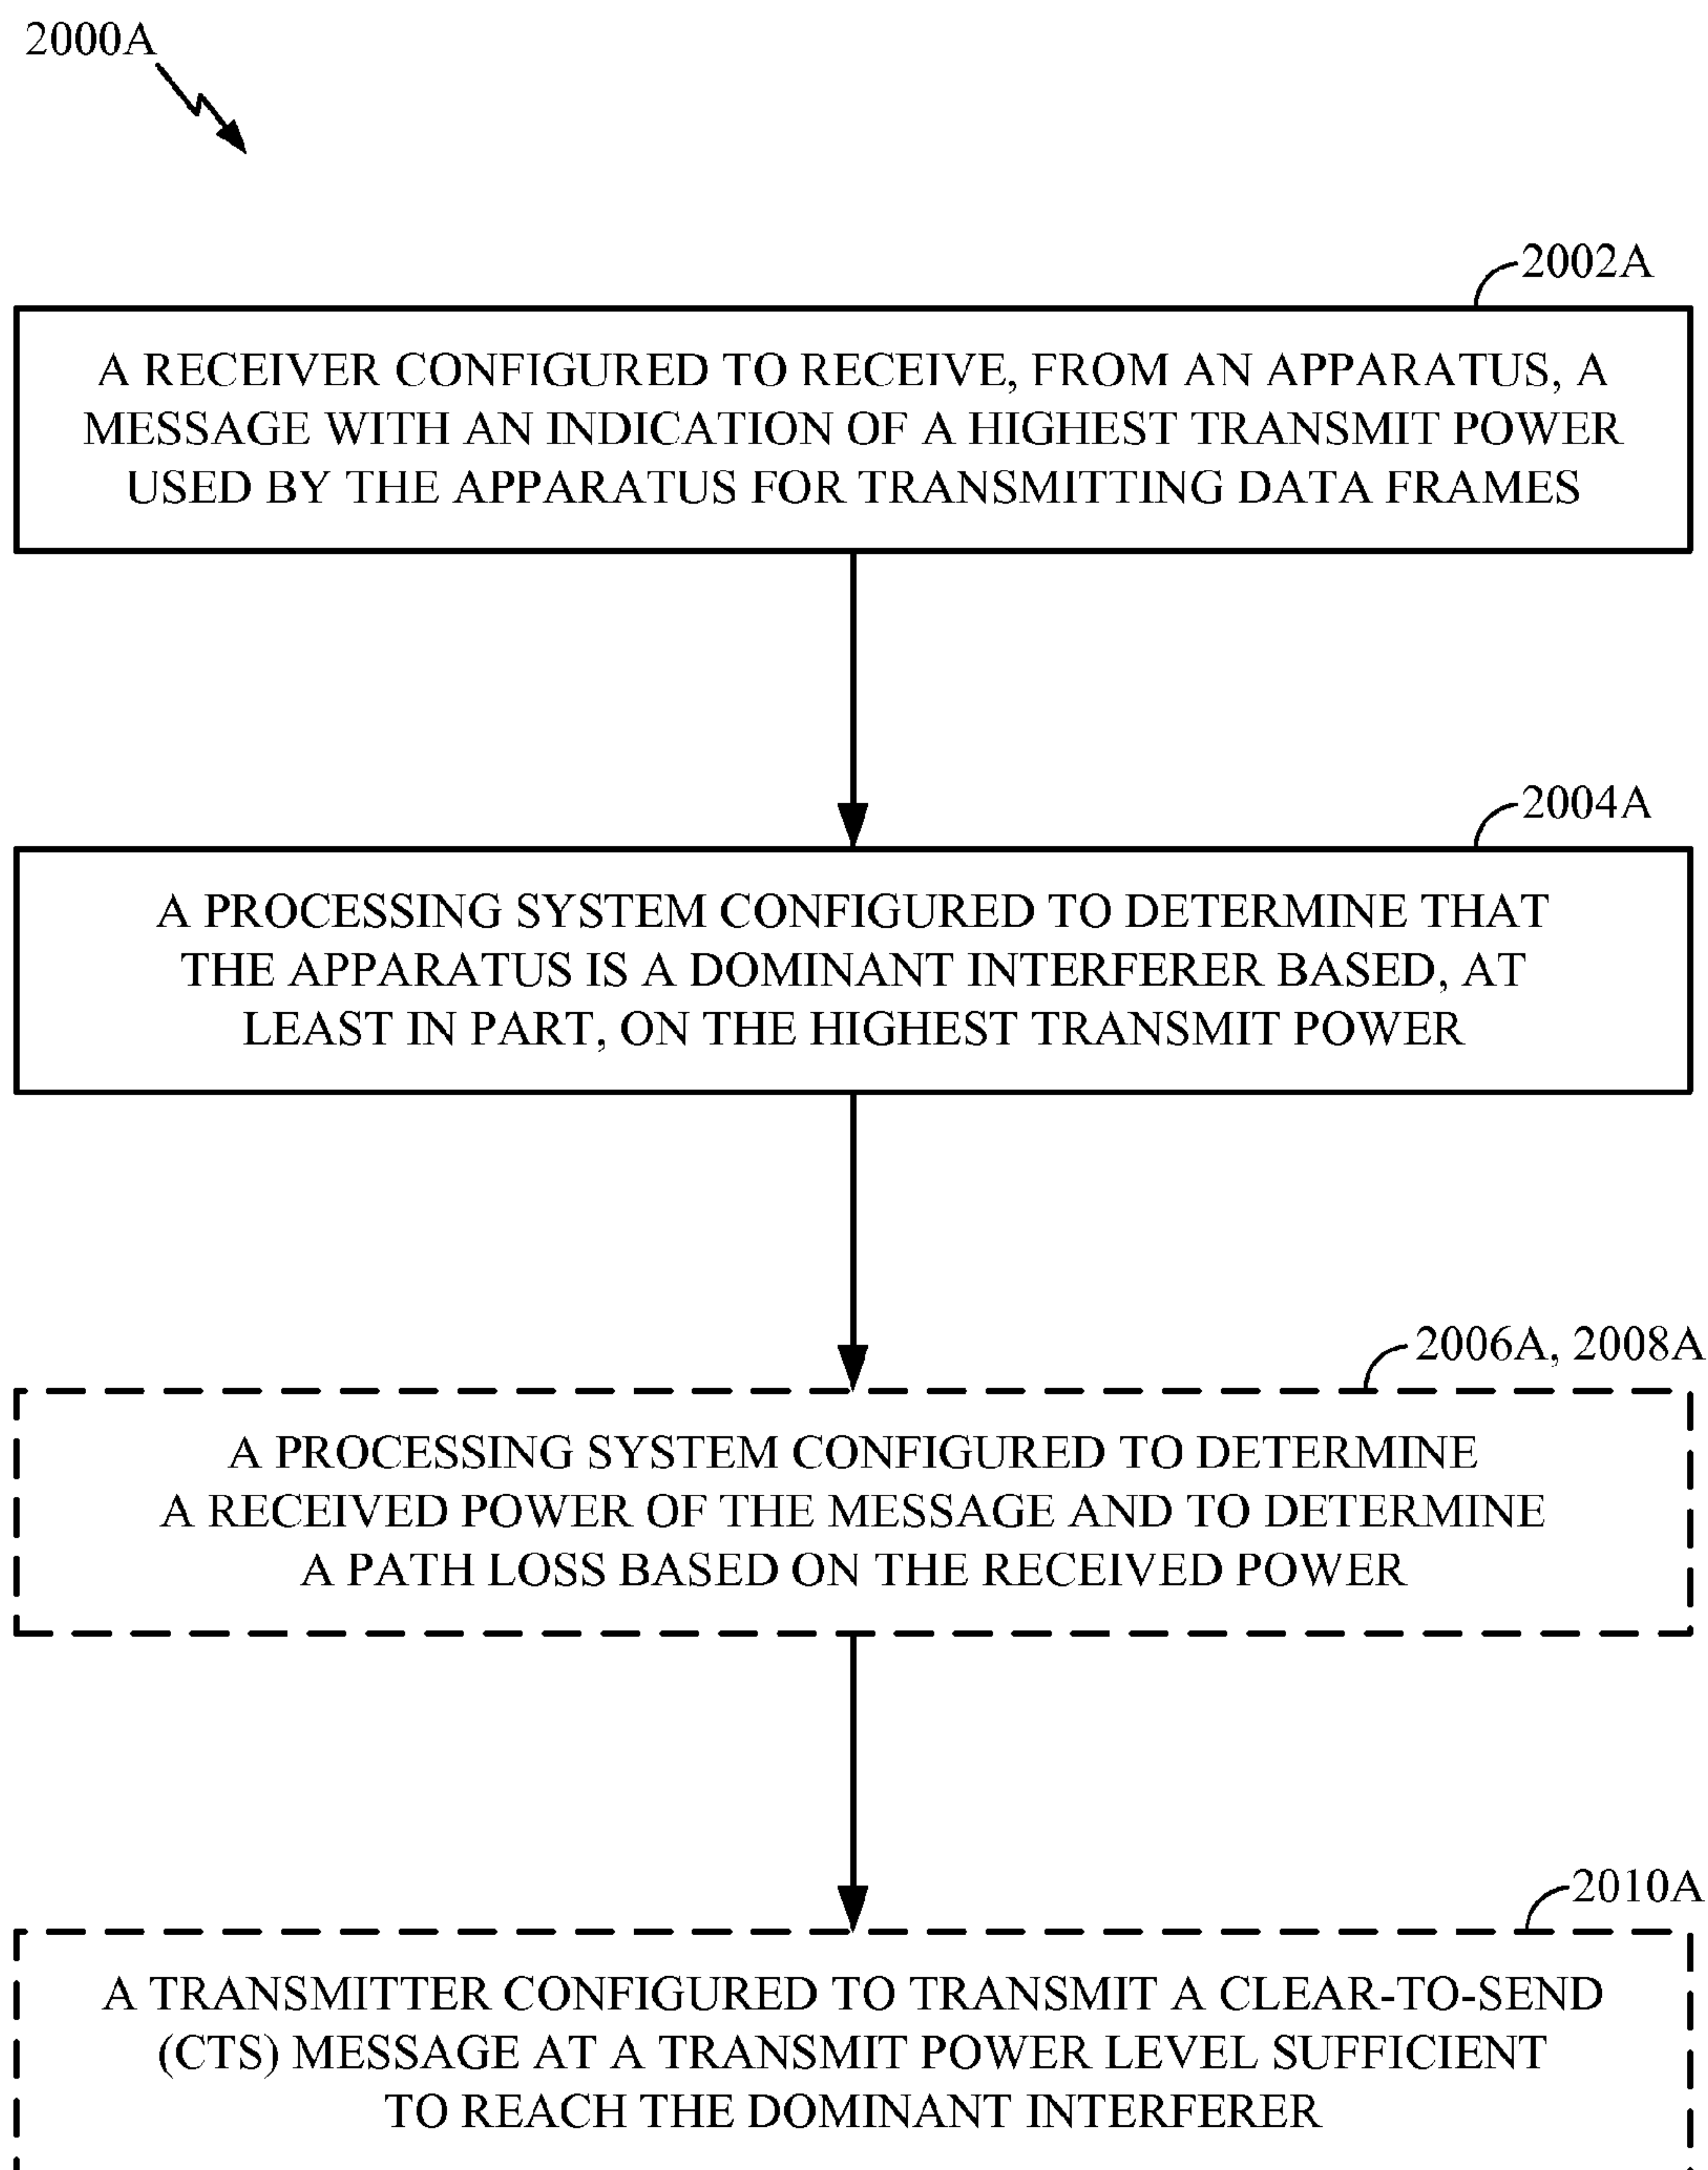 2000A
2002A
A RECEIVER CONFIGURED TO RECEIVE, FROM AN APPARATUS, A
MESSAGE WITH AN INDICATION OF A HIGHEST TRANSMIT POWER
USED BY THE APPARATUS FOR TRANSMITTING DATA FRAMES
2004A
A PROCESSING SYSTEM CONFIGURED TO DETERMINE THAT
THE APPARATUS IS A DOMINANT INTERFERER BASED, AT
LEAST IN PART, ON THE HIGHEST TRANSMIT POWER
2006A, 2008A
A PROCESSING SYSTEM CONFIGURED TO DETERMINE
A RECEIVED POWER OF THE MESSAGE AND TO DETERMINE
A PATH LOSS BASED ON THE RECEIVED POWER
2010A
A TRANSMITTER CONFIGURED TO TRANSMIT A CLEAR-TO-SEND
(CTS) MESSAGE AT A TRANSMIT POWER LEVEL SUFFICIENT
TO REACH THE DOMINANT INTERFERER